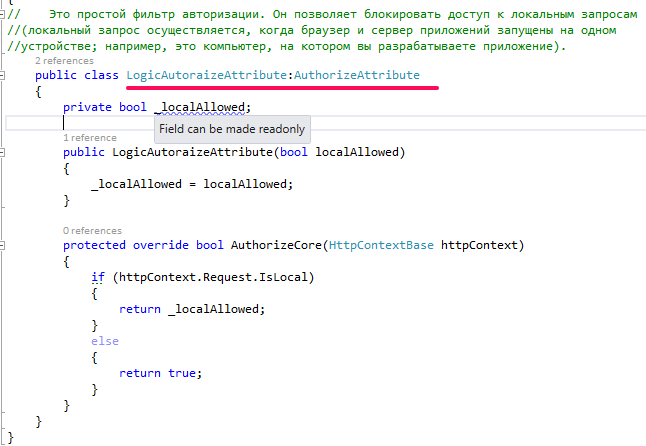 {
//    Это простой фильтр авторизации. Он позволяет блокировать доступ к локальным запросам
//(локальный запрос осуществляется, когда браузер и сервер приложений запущены на одном
//устройстве; например, это компьютер, на котором вы разрабатываете приложение).
2 references
public class LogicAutoraizeAttribute:AuthorizeAttribute
{
private bool _localAllowed;
Field can be made readonly
1 reference
public LogicAutoraizeAttribute(bool localAllowed)
{
_localAllowed = localAllowed;
}
0 references
protected override bool AuthorizeCore(HttpContextBase httpContext)
{
if (httpContext.Request.IsLocal)
{
return _localAllowed;
}
else
{
return true;
}
}
}
}